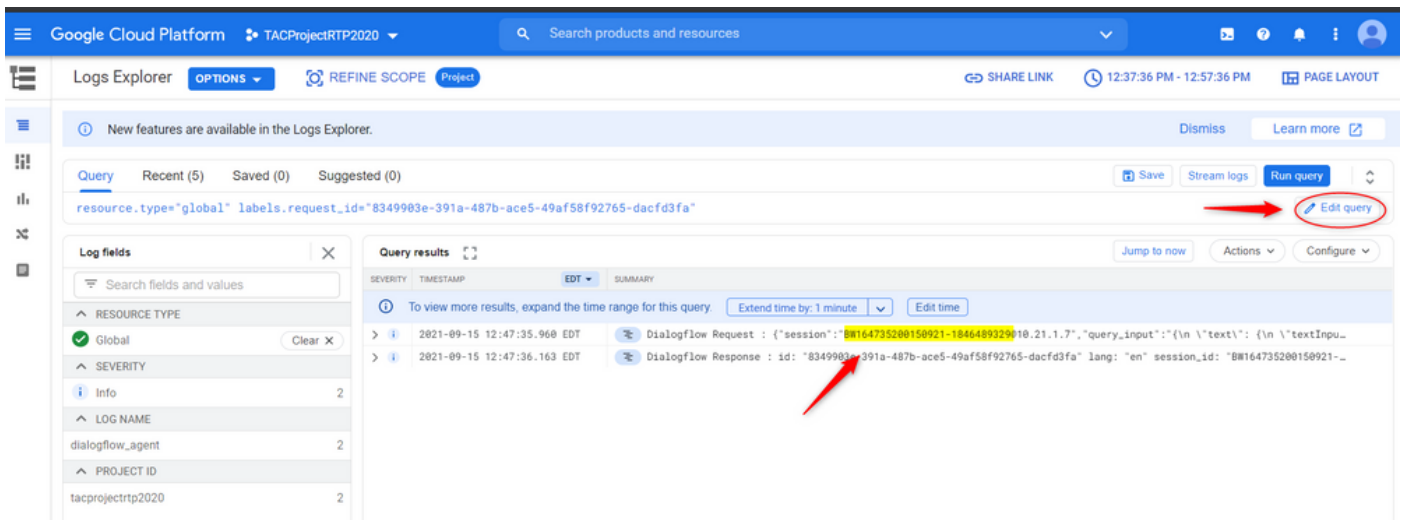 Google Cloud Platform TACProjectRTP2020 Search products and resources
Logs Explorer OPTIONS REFINE SCOPE Project SHARE LINK 12:37:36 PM - 12:57:36 PM PAGE LAYOUT
New features are available in the Logs Explorer. Dismiss Learn more
Query Recent (5) Saved (0) Suggested (0) Save Stream logs Run query
resource.type="global" labels.request_id="8349903e-391a-487b-ace5-49af58f92765-dacfd3fa" Edit query
Log fields
Search fields and values
RESOURCE TYPE
Global Clear X
SEVERITY
Info 2
LOG NAME
dialogflow_agent 2
PROJECT ID
tacprojectrtp2020 2
Query results Jump to now Actions Configure
SEVERITY TIMESTAMP EDT SUMMARY
To view more results, expand the time range for this query. Extend time by: 1 minute Edit time
2021-09-15 12:47:35.960 EDT Dialogflow Request : {"session":"BW164735200150921-1846489329010.21.1.7","query_input":"{\n \"text\": {\n \"textInpu…
2021-09-15 12:47:36.163 EDT Dialogflow Response : id: "8349903e-391a-487b-ace5-49af58f92765-dacfd3fa" lang: "en" session_id: "BW164735200150921-…